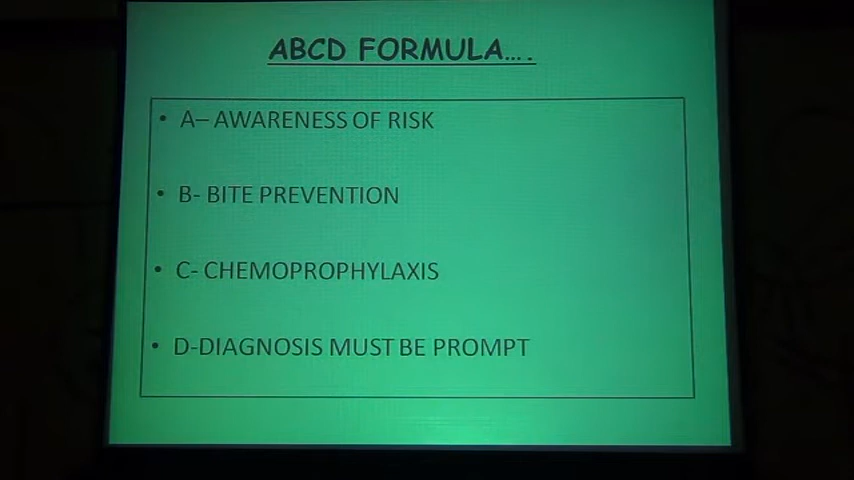 ABCD FORMULA….
• A– AWARENESS OF RISK
• B- BITE PREVENTION
• C- CHEMOPROPHYLAXIS
• D-DIAGNOSIS MUST BE PROMPT